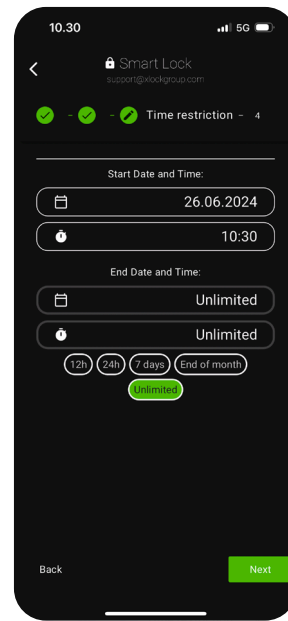 10.30 5G
Smart Lock
support@xlockgroup.com
- - Time restriction - 4
Start Date and Time:
26.06.2024
10:30
End Date and Time:
Unlimited
Unlimited
12h 24h 7 days End of month
Unlimited
Back Next